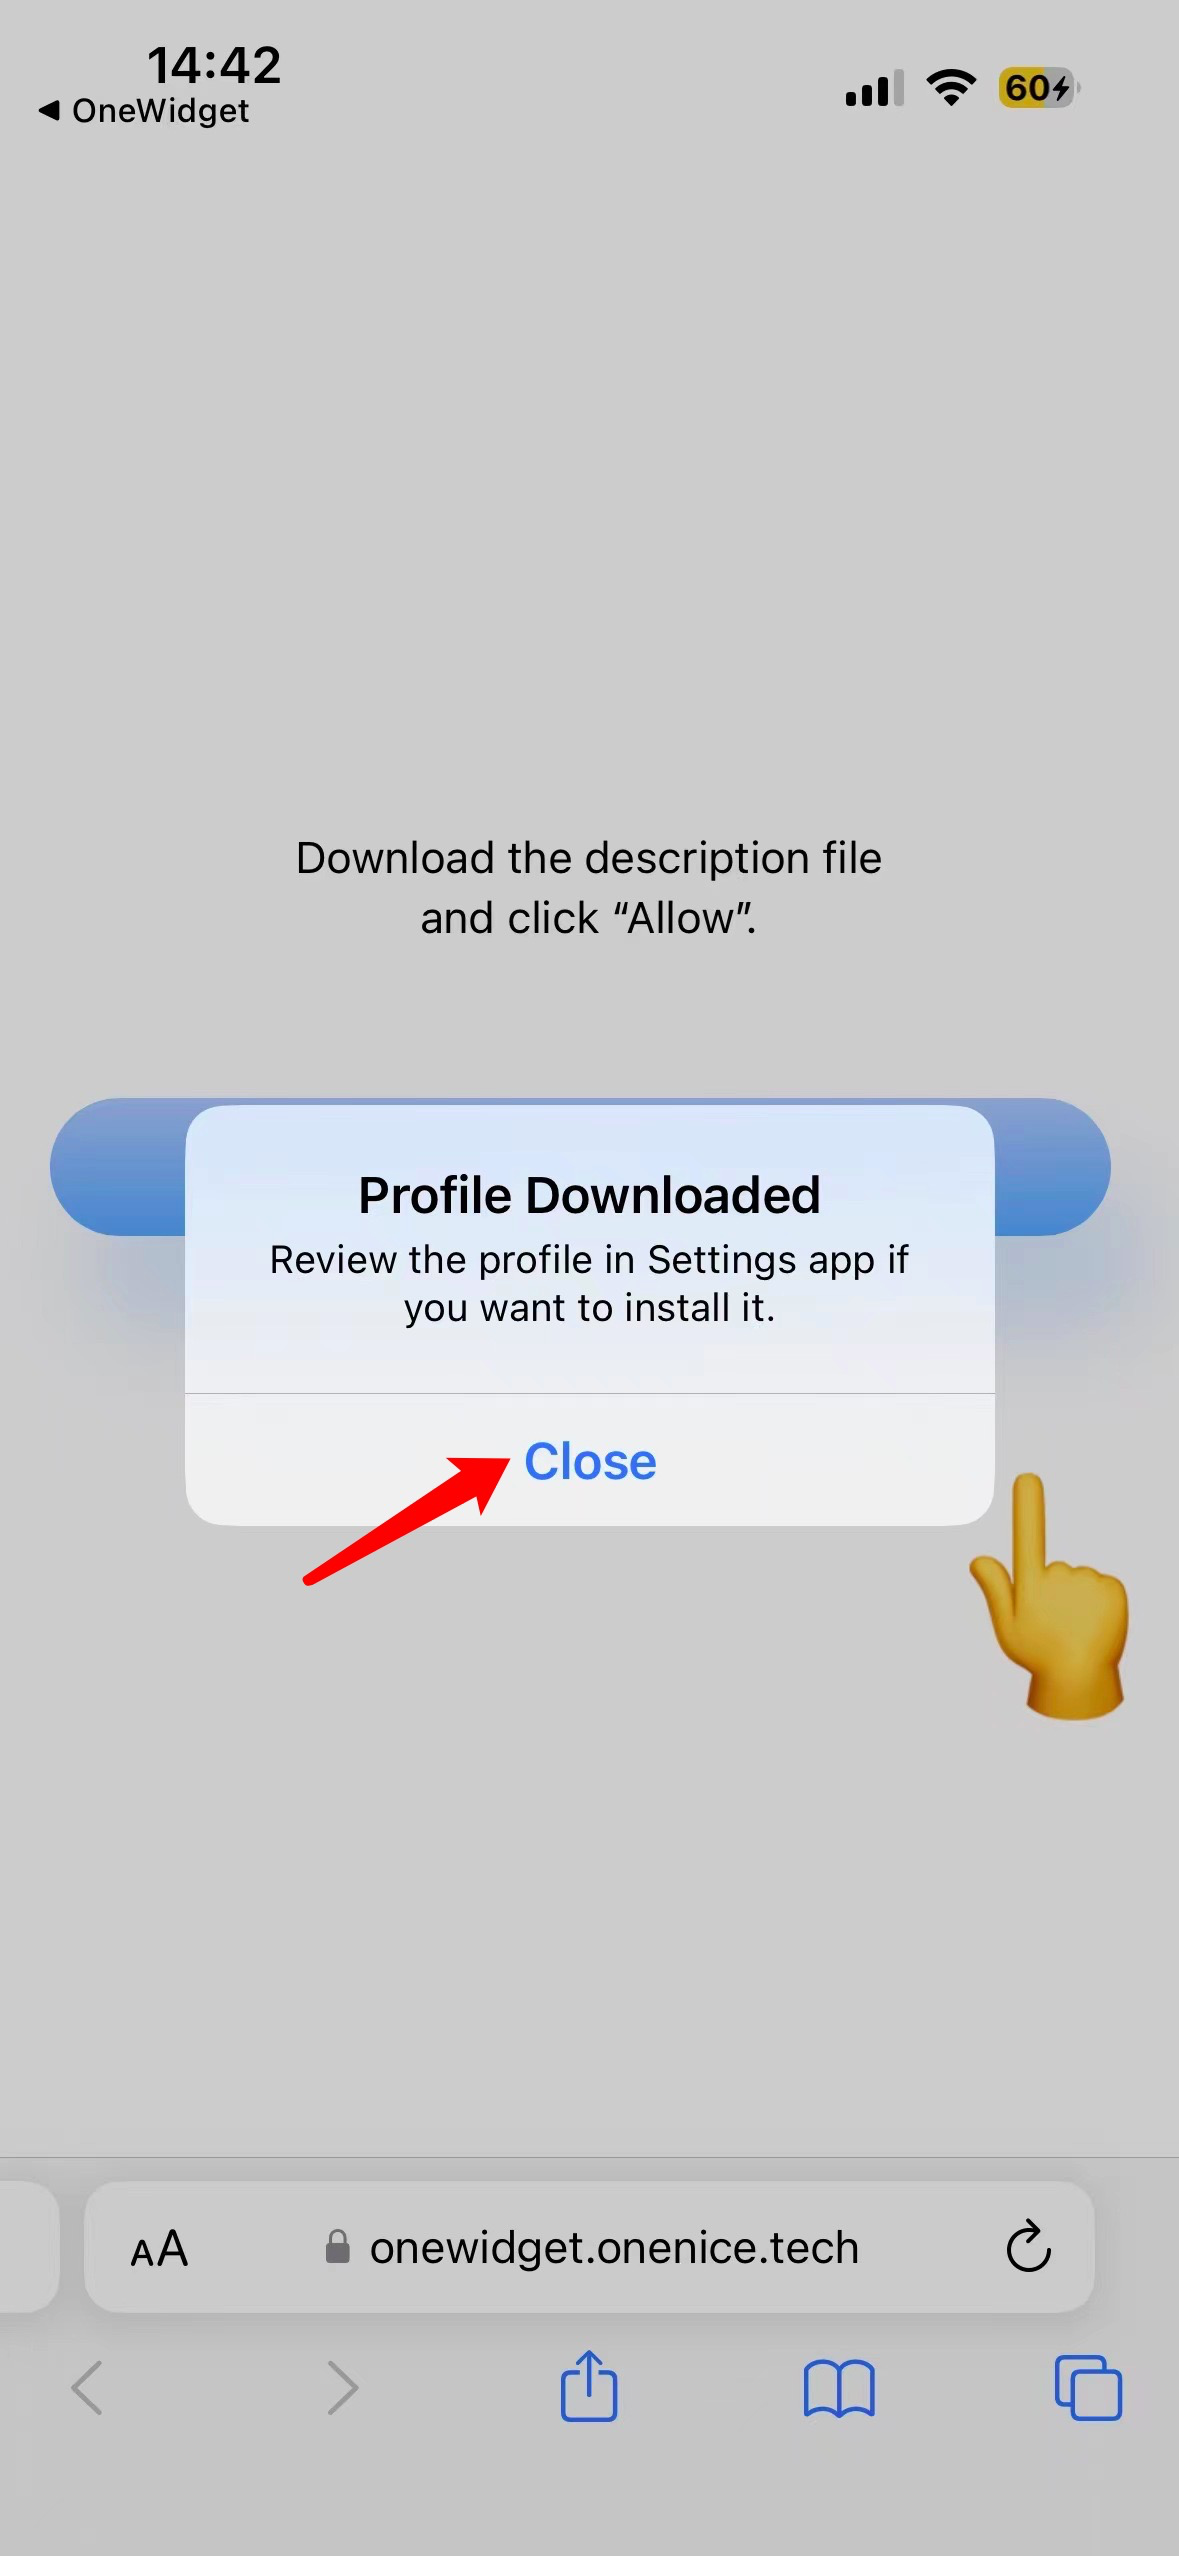 14:42
◀ OneWidget
60
Download the description file
and click “Allow”.
Profile Downloaded
Review the profile in Settings app if
you want to install it.
Close
AA
onewidget.onenice.tech